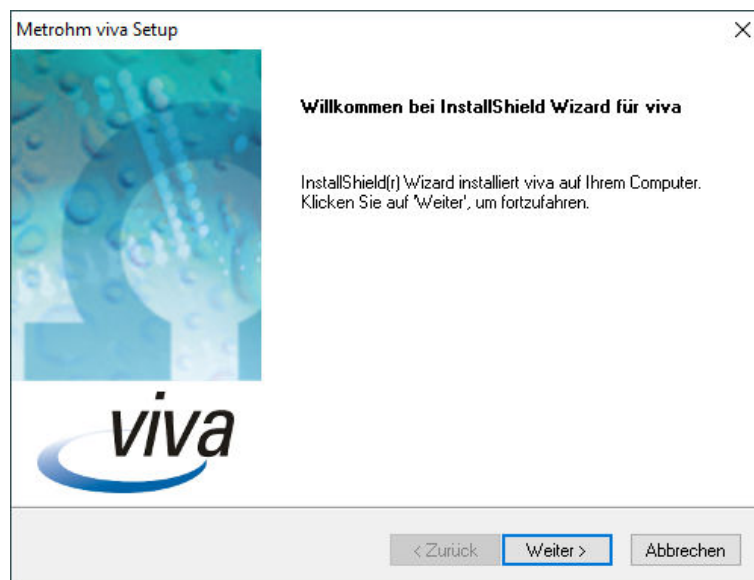 Metrohm viva Setup
Willkommen bei InstallShield Wizard für viva
InstallShield(r) Wizard installiert viva auf Ihrem Computer.
Klicken Sie auf 'Weiter', um fortzufahren.
viva
< Zurück
Weiter >
Abbrechen